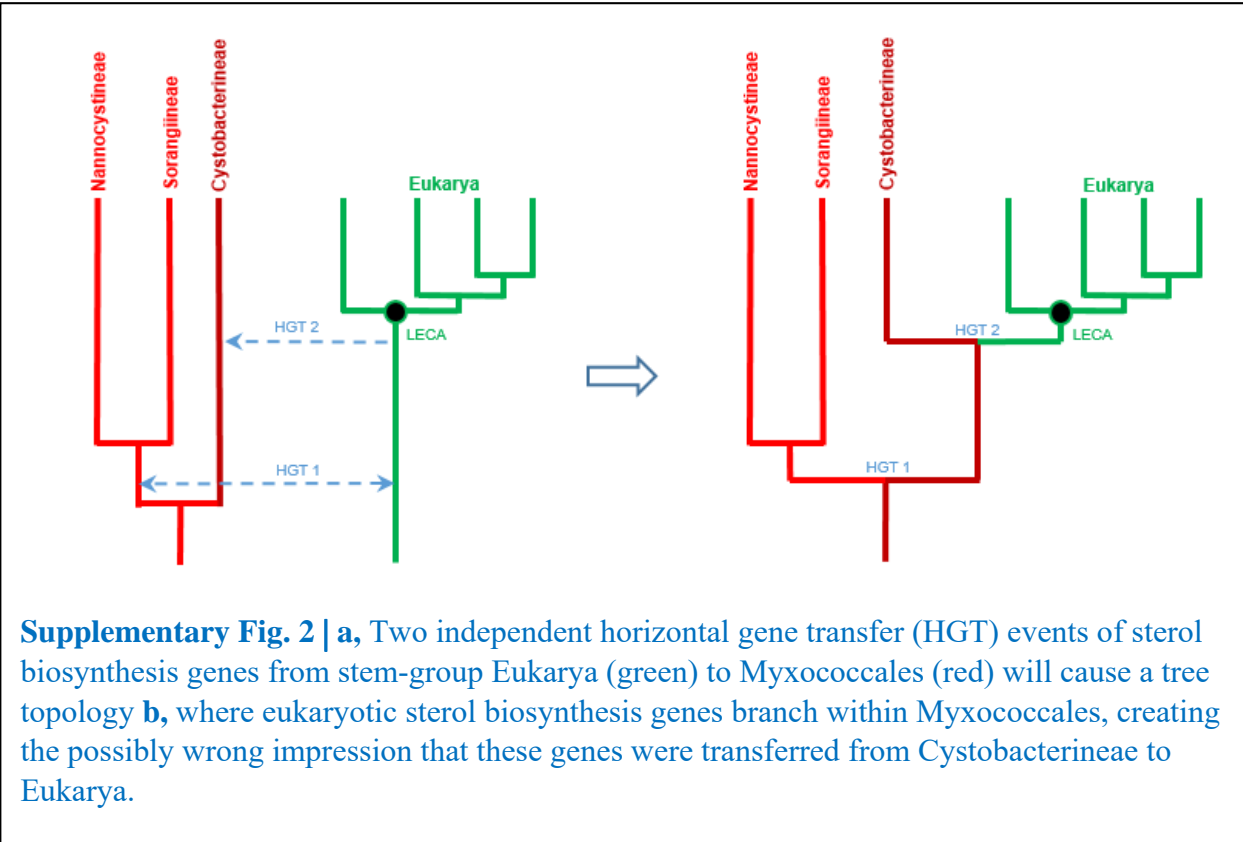 Nannocystineae
Sorangiineae
Cystobacterineae
Eukarya
HGT 2
LECA
HGT 1
Nannocystineae
Sorangiineae
Cystobacterineae
Eukarya
HGT 2
LECA
HGT 1
Supplementary Fig. 2 | a, Two independent horizontal gene transfer (HGT) events of sterol
biosynthesis genes from stem-group Eukarya (green) to Myxococcales (red) will cause a tree
topology b, where eukaryotic sterol biosynthesis genes branch within Myxococcales, creating
the possibly wrong impression that these genes were transferred from Cystobacterineae to
Eukarya.